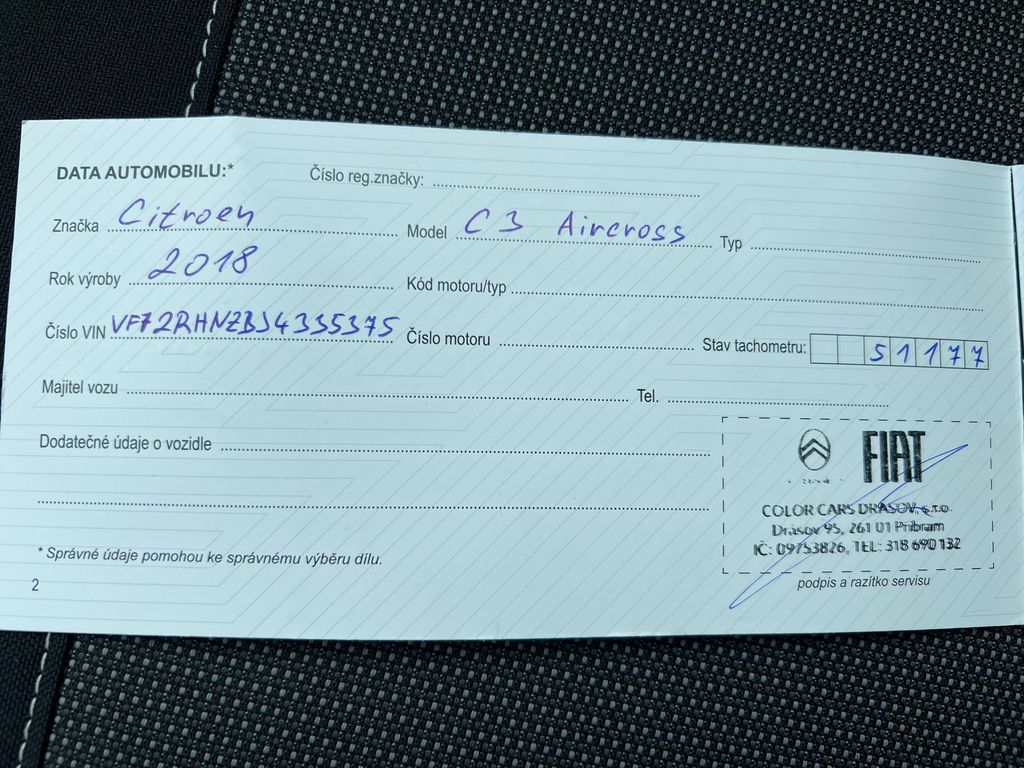 DATA AUTOMOBILU:* Číslo reg.značky:
Značka Citroen Model C3 Aircross Typ
Rok výroby 2018 Kód motoru/typ
Číslo VIN VF72RHNZBJ4335375 Číslo motoru Stav tachometru: 51177
Majitel vozu Tel.
Dodatečné údaje o vozidle
FIAT
COLOR CARS DRASOV, s.r.o.
Drásov 95, 261 01 Příbram
IČ: 09753826, TEL: 318 690 132
* Správné údaje pomohou ke správnému výběru dílu.
podpis a razítko servisu
2